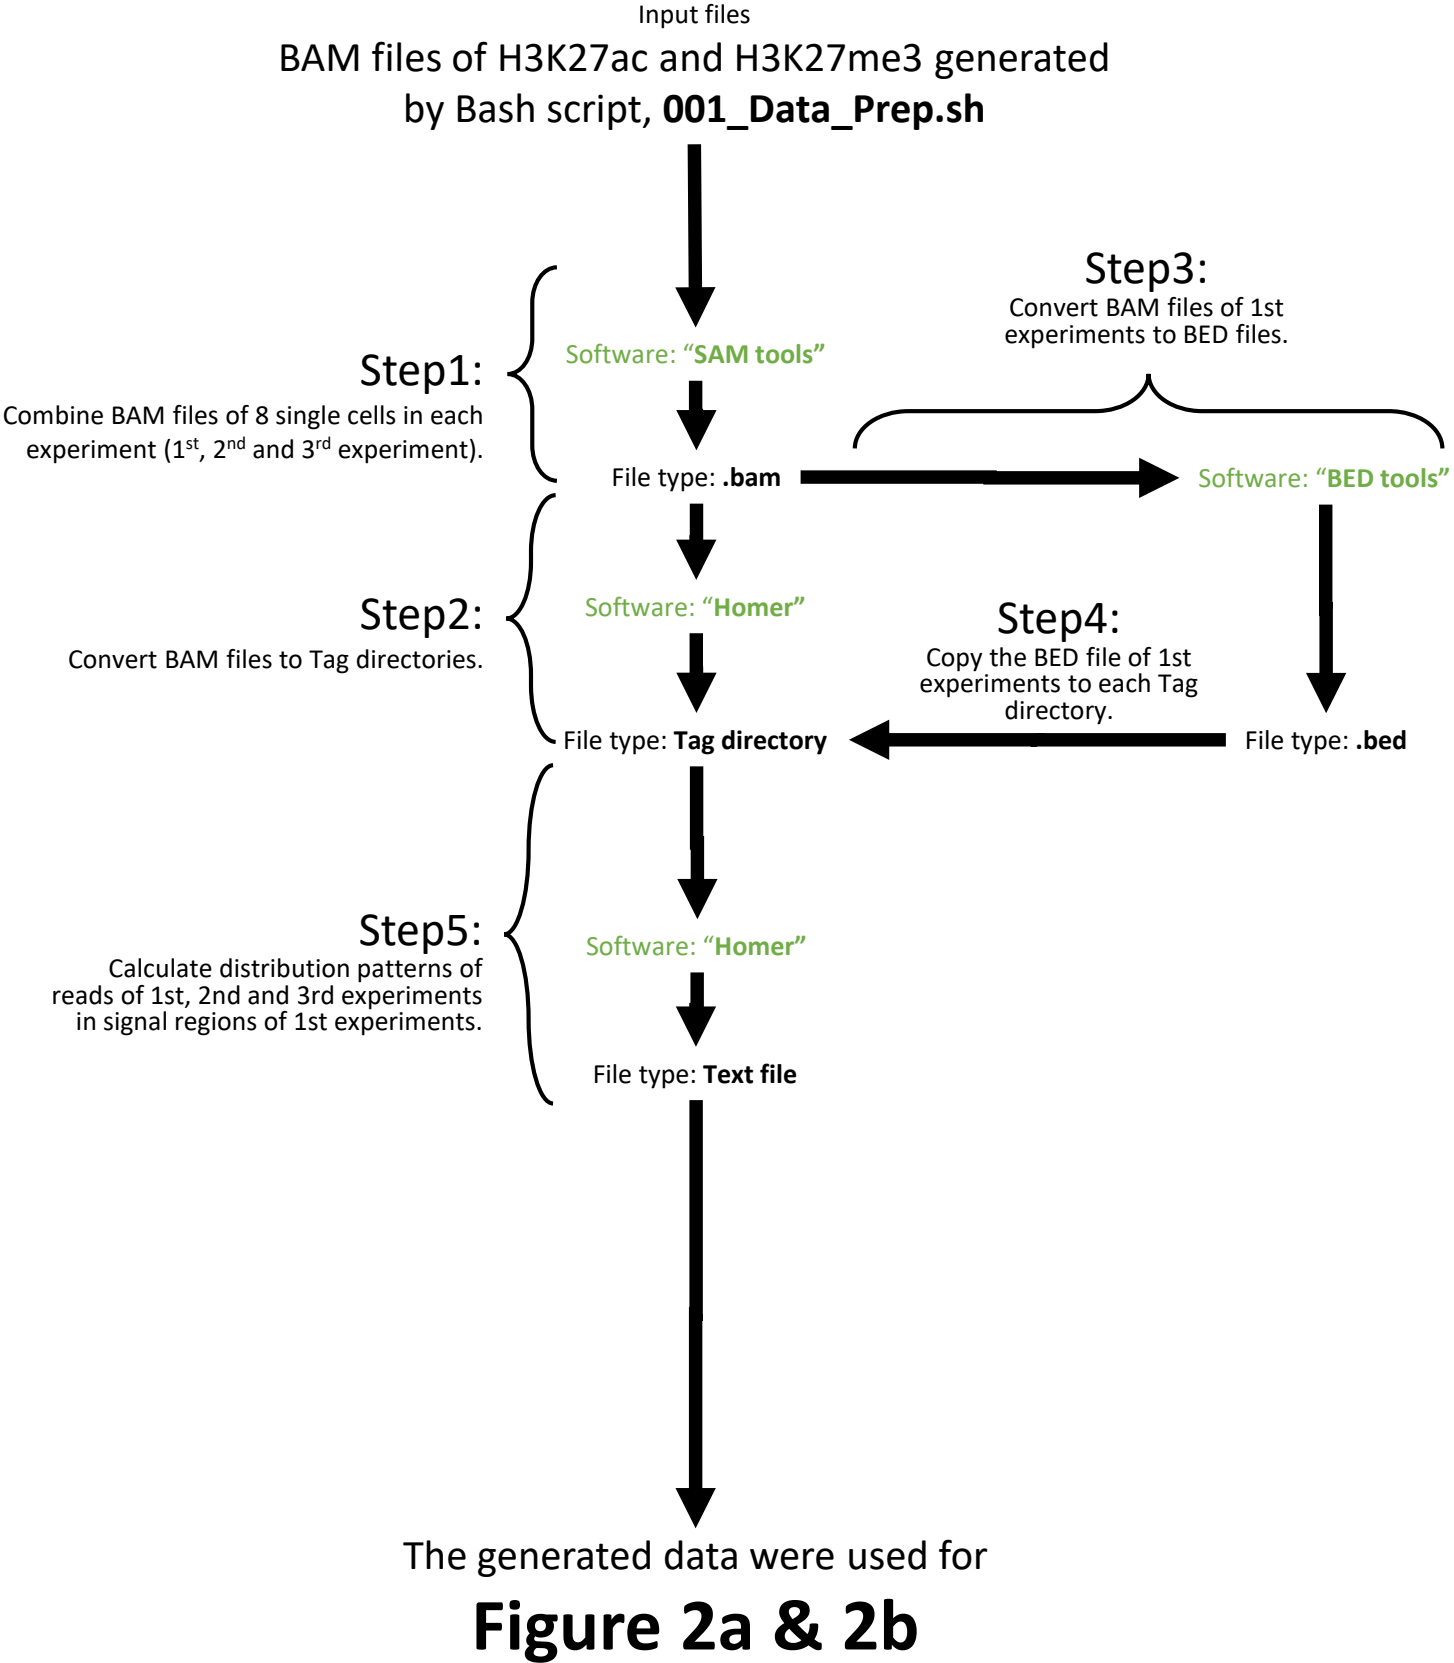 Input files
BAM files of H3K27ac and H3K27me3 generated
by Bash script, 001_Data_Prep.sh
Step3:
Convert BAM files of 1st
experiments to BED files.
Software: “SAM tools”
Step1:
Combine BAM files of 8 single cells in each
experiment (1st, 2nd and 3rd experiment).
File type: .bam
Software: “BED tools”
Software: “Homer”
Step2:
Convert BAM files to Tag directories.
Step4:
Copy the BED file of 1st
experiments to each Tag
directory.
File type: Tag directory
File type: .bed
Step5:
Calculate distribution patterns of
reads of 1st, 2nd and 3rd experiments
in signal regions of 1st experiments.
Software: “Homer”
File type: Text file
The generated data were used for
Figure 2a & 2b